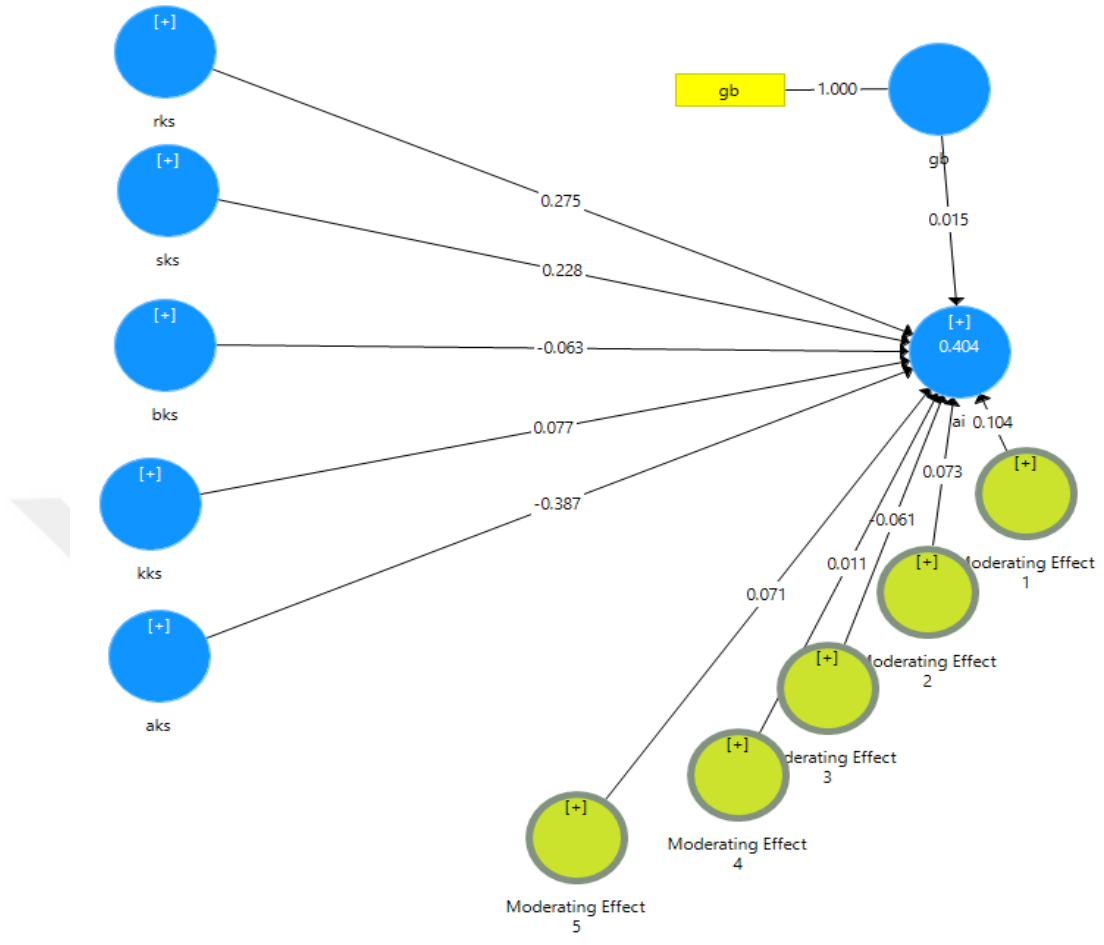 [+]
rks
[+]
sks
[+]
bks
[+]
kks
[+]
aks
0.275
0.228
-0.063
0.077
-0.387
gb
1.000
gb
0.015
[+]
0.404
ai
0.104
0.073
-0.061
0.011
0.071
[+]
oderating Effect
1
[+]
oderating Effect
2
[+]
derating Effect
3
[+]
Moderating Effect
4
[+]
Moderating Effect
5